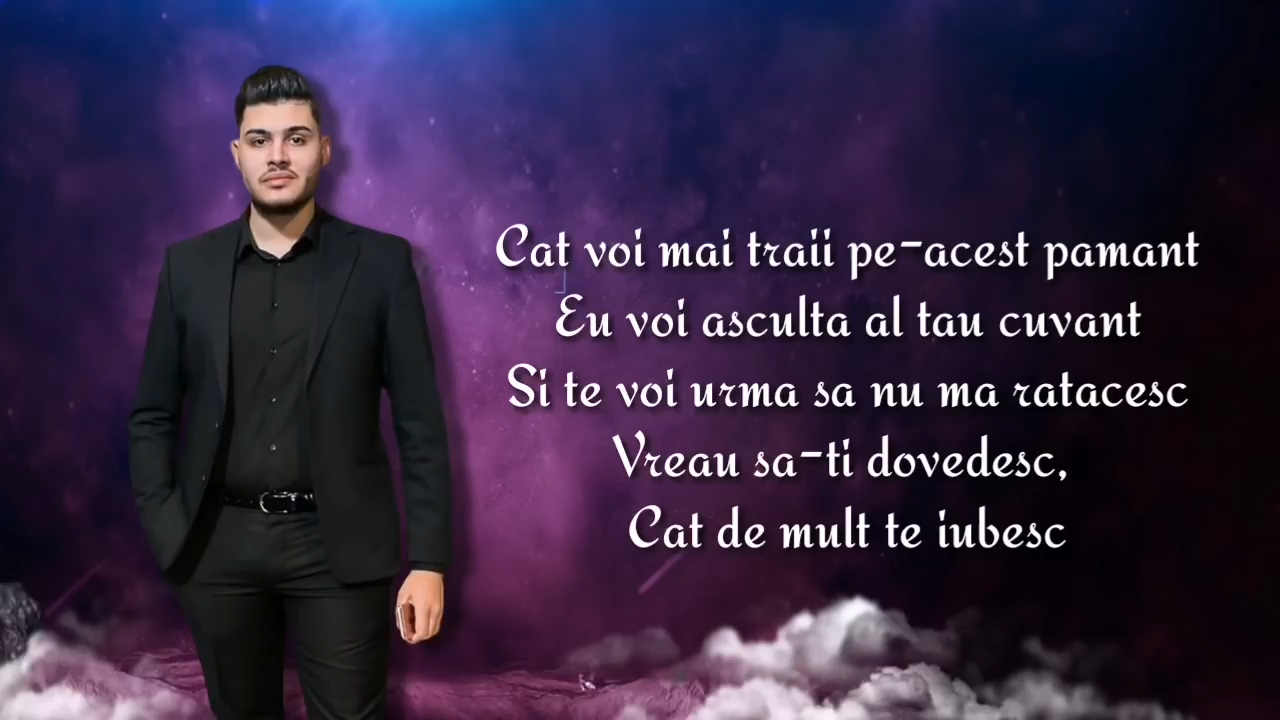 Cat voi mai traii pe-acest pamant
Eu voi asculta al tau cuvant
Si te voi urma sa nu ma ratacesc
Vreau sa-ti dovedesc,
Cat de mult te iubesc